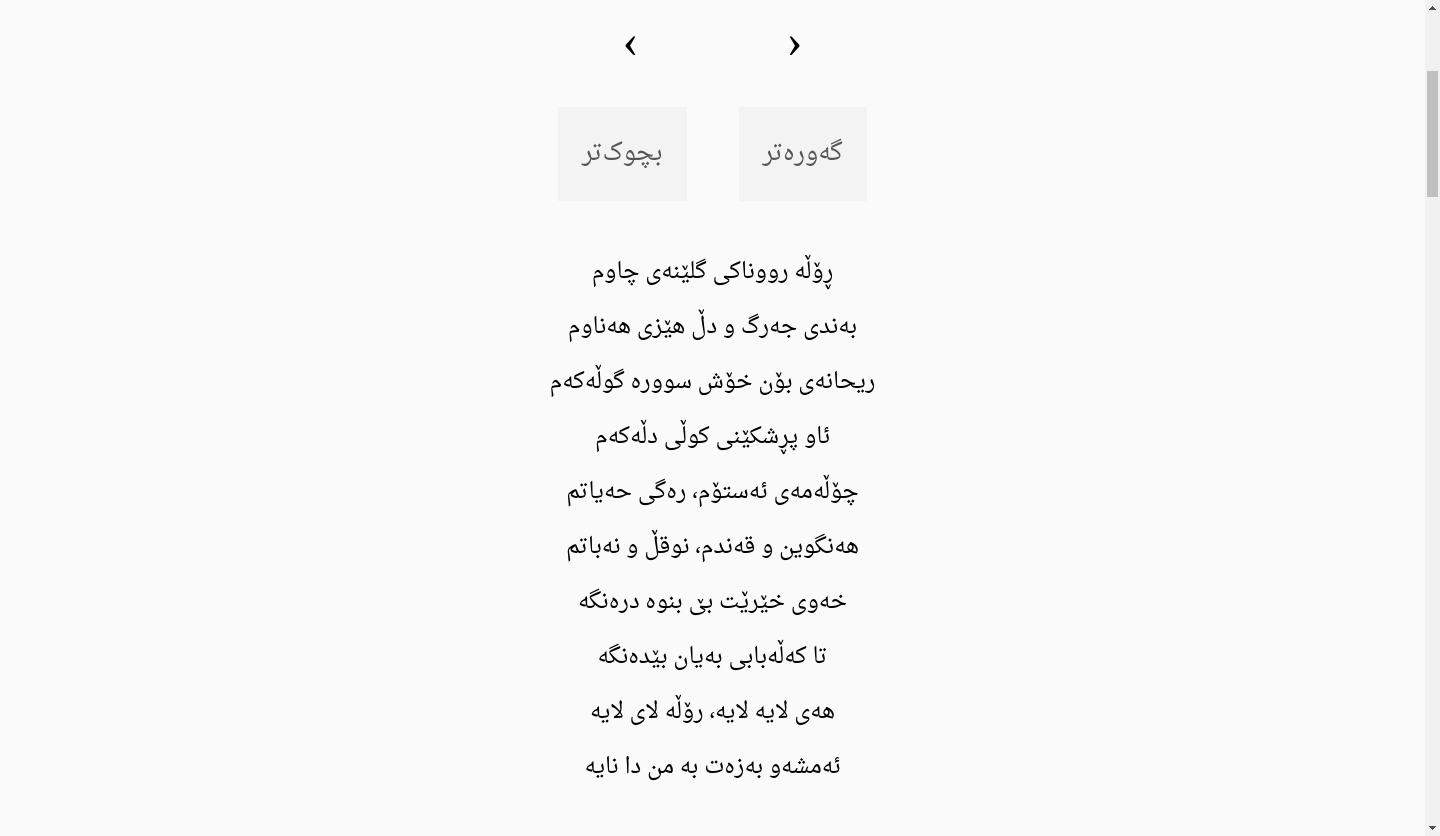 ‹ ›
گەورەتر بچوک‌تر
ڕۆڵە رووناکی گلێنەی چاوم
بەندی جەرگ و دڵ هێزی هەناوم
ریحانەی بۆن خۆش سوورە گوڵەکەم
ئاو پڕشکێنی کوڵی دڵەکەم
چۆڵەمەی ئەستۆم، رەگی حەیاتم
هەنگوین و قەندم، نوقڵ و نەباتم
خەوی خێرێت بێ بنوە درەنگە
تا کەڵەبابی بەیان بێدەنگە
هەی لایە لایە، رۆڵە لای لایە
ئەمشەو بەزەت بە من دا نایە